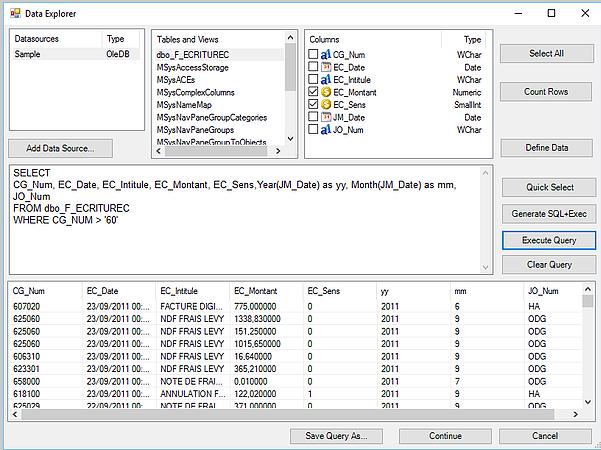 Data Explorer
Datasources Type
Sample OleDB
Add Data Source...
Tables and Views
dbo_F_ECRITUREC
MSysAccessStorage
MSysACEs
MSysComplexColumns
MSysNameMap
MSysNavPaneGroupCategories
MSysNavPaneGroups
MSysNavPaneGroupToObjects
Columns Type
CG_Num WChar
EC_Date Date
EC_Intitule WChar
EC_Montant Numeric
EC_Sens SmallInt
JM_Date Date
JO_Num WChar
Select All
Count Rows
Define Data
SELECT
CG_Num, EC_Date, EC_Intitule, EC_Montant, EC_Sens,Year(JM_Date) as yy, Month(JM_Date) as mm,
JO_Num
FROM dbo_F_ECRITUREC
WHERE CG_NUM > '60'
Quick Select
Generate SQL+Exec
Execute Query
Clear Query
CG_Num EC_Date EC_Intitule EC_Montant EC_Sens yy mm JO_Num
607020 23/09/2011 00:... FACTURE DIGI... 775,000000 0 2011 6 HA
625060 23/09/2011 00:... NDF FRAIS LEVY 1338,830000 0 2011 9 ODG
625060 23/09/2011 00:... NDF FRAIS LEVY 151,250000 0 2011 9 ODG
625060 23/09/2011 00:... NDF FRAIS LEVY 1015,650000 0 2011 9 ODG
606310 23/09/2011 00:... NDF FRAIS LEVY 16,640000 0 2011 9 ODG
623301 23/09/2011 00:... NDF FRAIS LEVY 365,210000 0 2011 9 ODG
658000 23/09/2011 00:... NOTE DE FRAI... 0,010000 0 2011 7 ODG
618100 23/09/2011 00:... ANNULATION F... 122,020000 1 2011 9 HA
625029 22/09/2011 00:... NOTE DE FRAI... 371,000000 0 2011 9 ODG
Save Query As...
Continue
Cancel